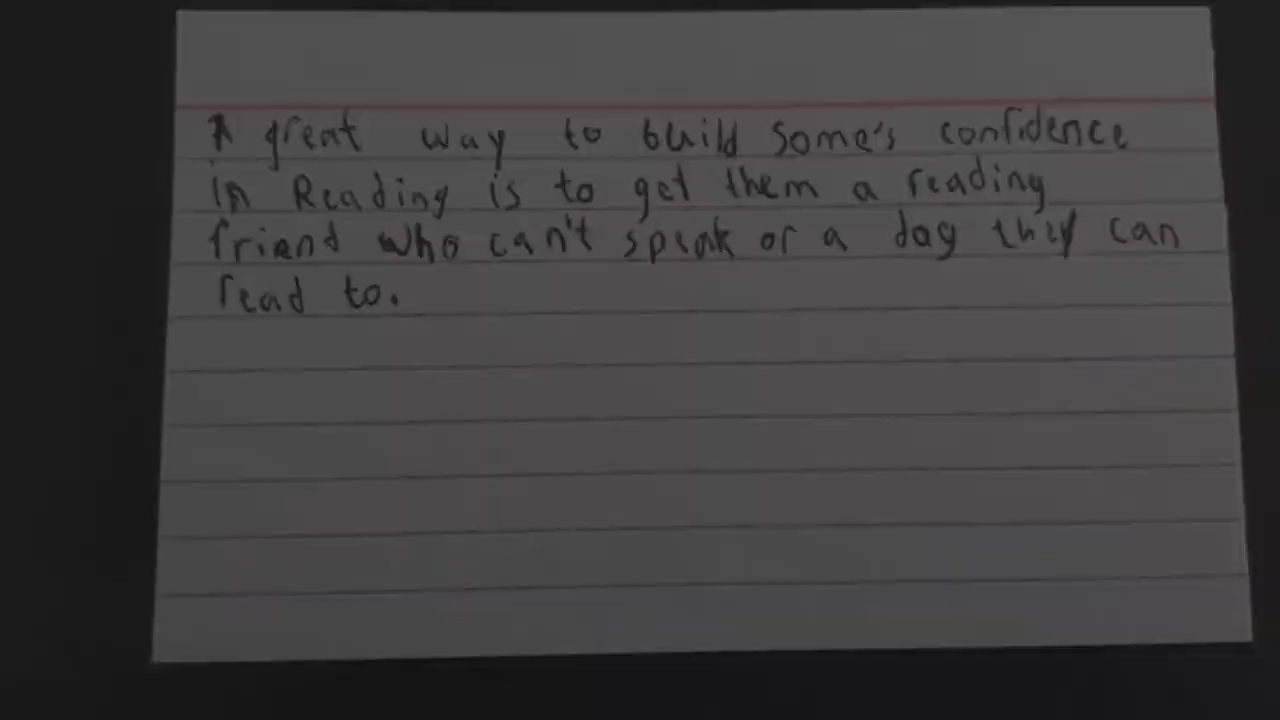 A great way to build some's confidence
in Reading is to get them a reading
friend who can't speak or a dog they can
read to.